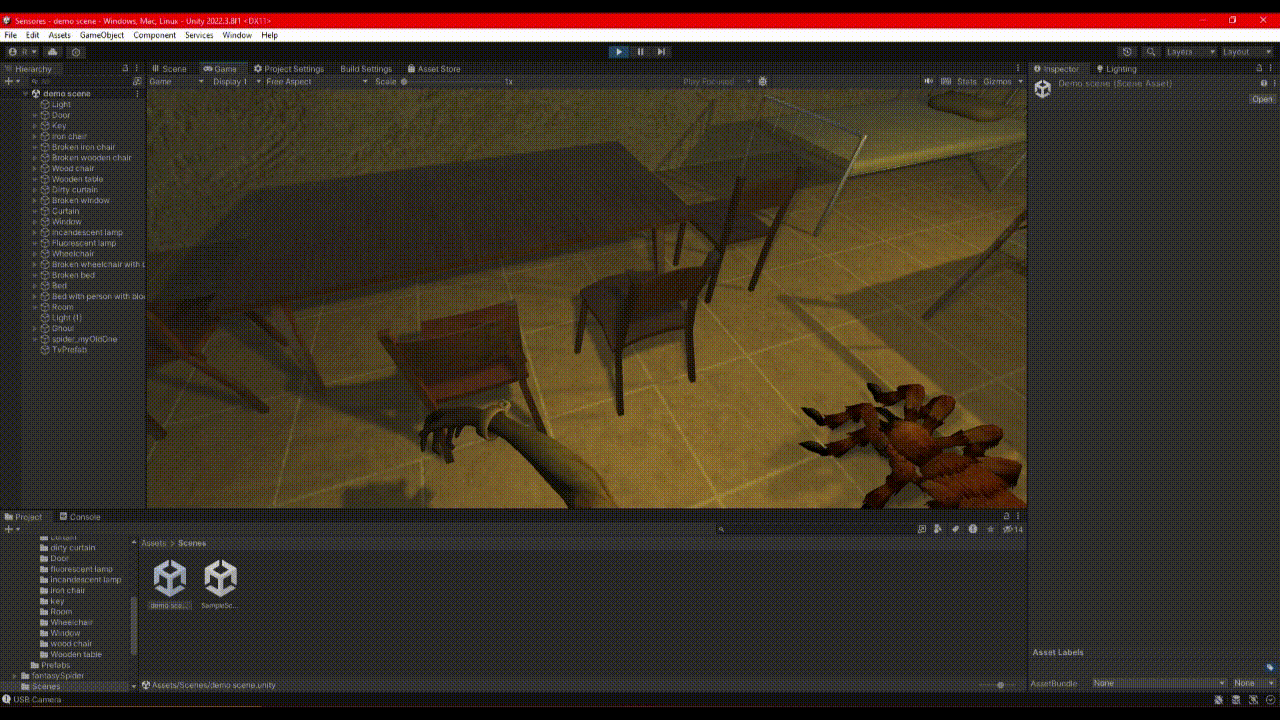 Sensores - demo scene - Windows, Mac, Linux - Unity 2022.3.8f1 <DX11>
File Edit Assets GameObject Component Services Window Help
R Layers Layout
Hierarchy Scene Game Project Settings Build Settings Asset Store Inspector Lighting
Game Display 1 Free Aspect Scale 1x Play Focused Stats Gizmos Demo scene (Scene Asset)
Open
demo scene
Light
Door
Key
Iron chair
Broken iron chair
Broken wooden chair
Wood chair
Wooden table
Dirty curtain
Broken window
Curtain
Window
Incandescent lamp
Fluorescent lamp
Wheelchair
Broken wheelchair with
Broken bed
Bed
Bed with person with
Room
Light (1)
Ghoul
spider_myOldOne
TvPrefab
Project Console
14
curtain
dirty curtain
Door
fluorescent lamp
incandescent lamp
iron chair
key
Room
Wheelchair
Window
wood chair
Wooden table
Prefabs
fantasySpider
Scenes
Assets > Scenes
demo sce... SampleSc...
Assets/Scenes/demo scene.unity
Asset Labels
AssetBundle None None
USB Camera